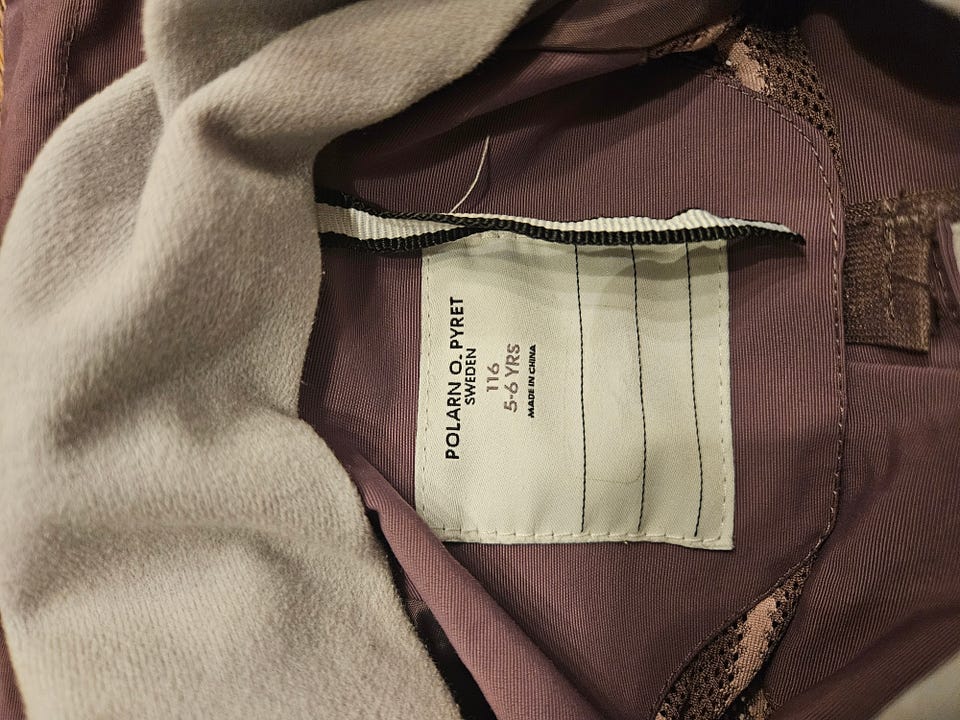 POLARN O. PYRET
SWEDEN
116
5-6 YRS
MADE IN CHINA